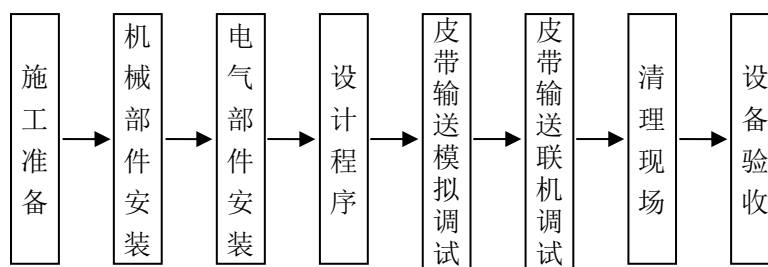 施工准备
机械部件安装
电气部件安装
设计程序
皮带输送模拟调试
皮带输送联机调试
清理现场
设备验收